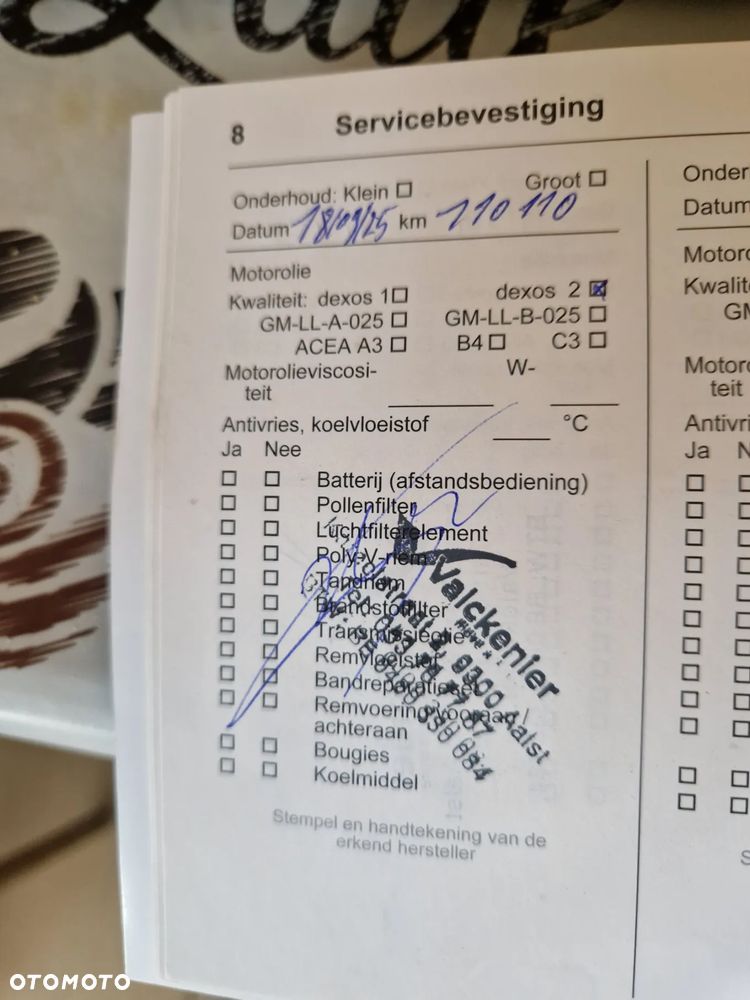 8 Servicebevestiging
Onderhoud: Klein ☐ Groot ☐
Datum 18/09/25 km 110 110
Motorolie
Kwaliteit: dexos 1 ☐ dexos 2 ☒
GM-LL-A-025 ☐ GM-LL-B-025 ☐
ACEA A3 ☐ B4 ☐ C3 ☐
Motorolieviscosi- W-
teit
Antivries, koelvloeistof °C
Ja Nee
☐ ☐ Batterij (afstandsbediening)
☐ ☐ Pollenfilter
☐ ☐ Luchtfilterelement
☐ ☐ Poly-V-riem
☐ ☐ Tandriem
☐ ☐ Brandstoffilter
☐ ☐ Transmissieolie
☐ ☐ Remvloeistof
☐ ☐ Bandreparatieset
☐ ☐ Remvoering vooraan /
achteraan
☐ ☐ Bougies
☐ ☐ Koelmiddel
Valckenier
9300 Aalst
Stempel en handtekening van de
erkend hersteller
Onder
Datum
Motoro
Kwalite
GM
Motoro
teit
Antivri
Ja N
S
OTOMOTO